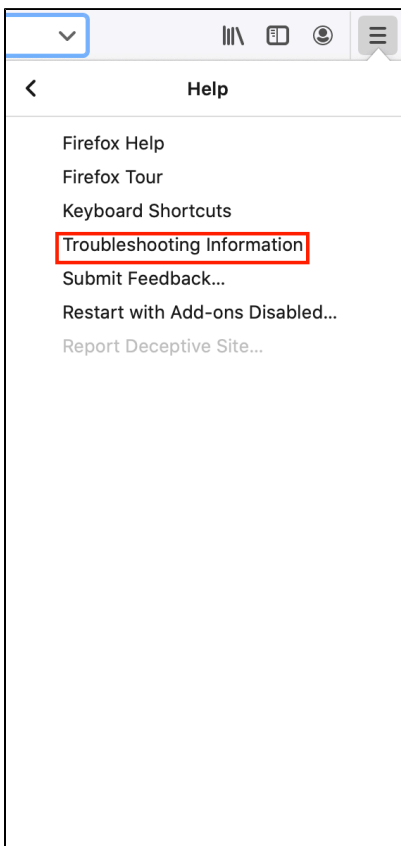 Help
Firefox Help
Firefox Tour
Keyboard Shortcuts
Troubleshooting Information
Submit Feedback...
Restart with Add-ons Disabled...
Report Deceptive Site...